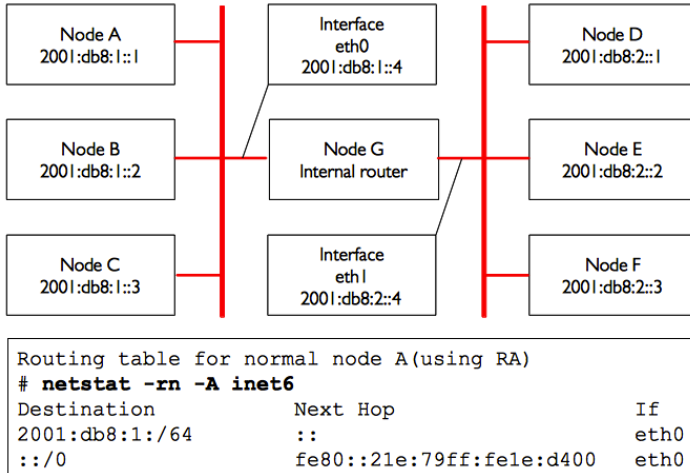 Node A
2001:db8:1::1
Interface
eth0
2001:db8:1::4
Node D
2001:db8:2::1
Node B
2001:db8:1::2
Node G
Internal router
Node E
2001:db8:2::2
Node C
2001:db8:1::3
Interface
eth1
2001:db8:2::4
Node F
2001:db8:2::3
Routing table for normal node A(using RA)
# netstat -rn -A inet6
Destination Next Hop If
2001:db8:1:/64 :: eth0
::/0 fe80::21e:79ff:fe1e:d400 eth0